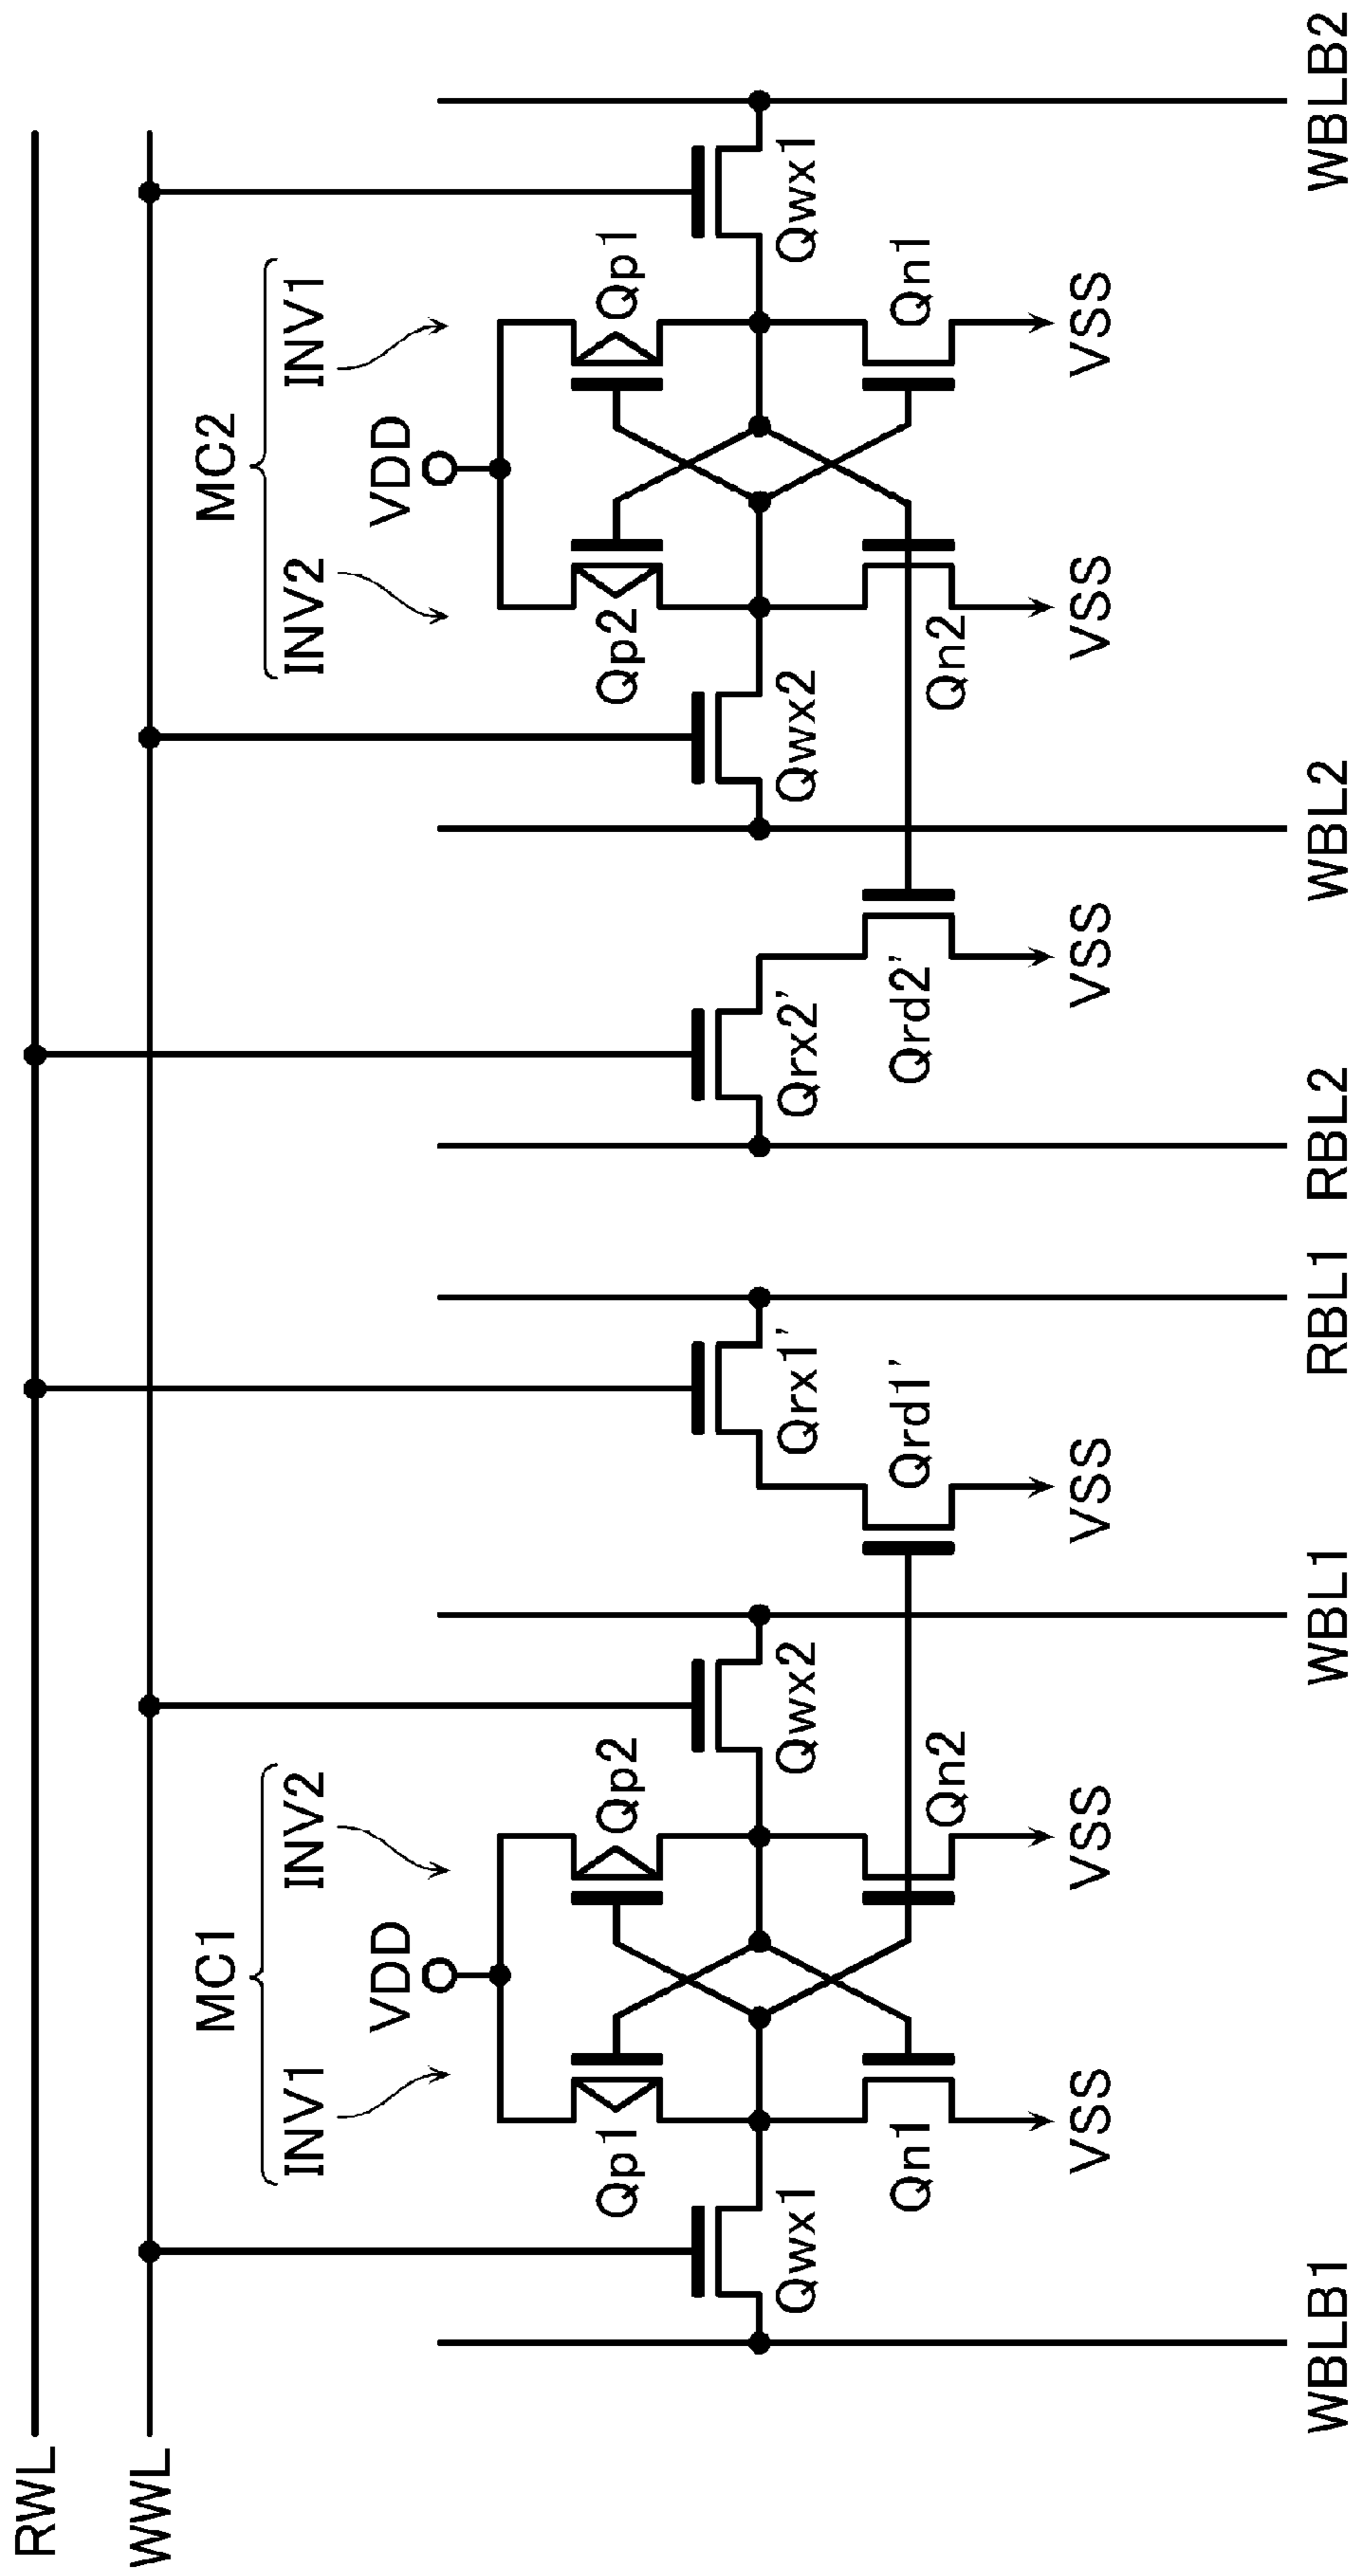 RWL
WWL
MC1
MC2
INV1
INV2
INV2
INV1
VDD
VDD
Qp1
Qp2
Qp2
Qp1
Qwx1
Qwx2
Qrx1'
Qrx2'
Qwx2
Qwx1
Qn1
Qn2
Qrd1'
Qrd2'
Qn2
Qn1
VSS
VSS
VSS
VSS
VSS
VSS
WBLB1
WBL1
RBL1
RBL2
WBL2
WBLB2